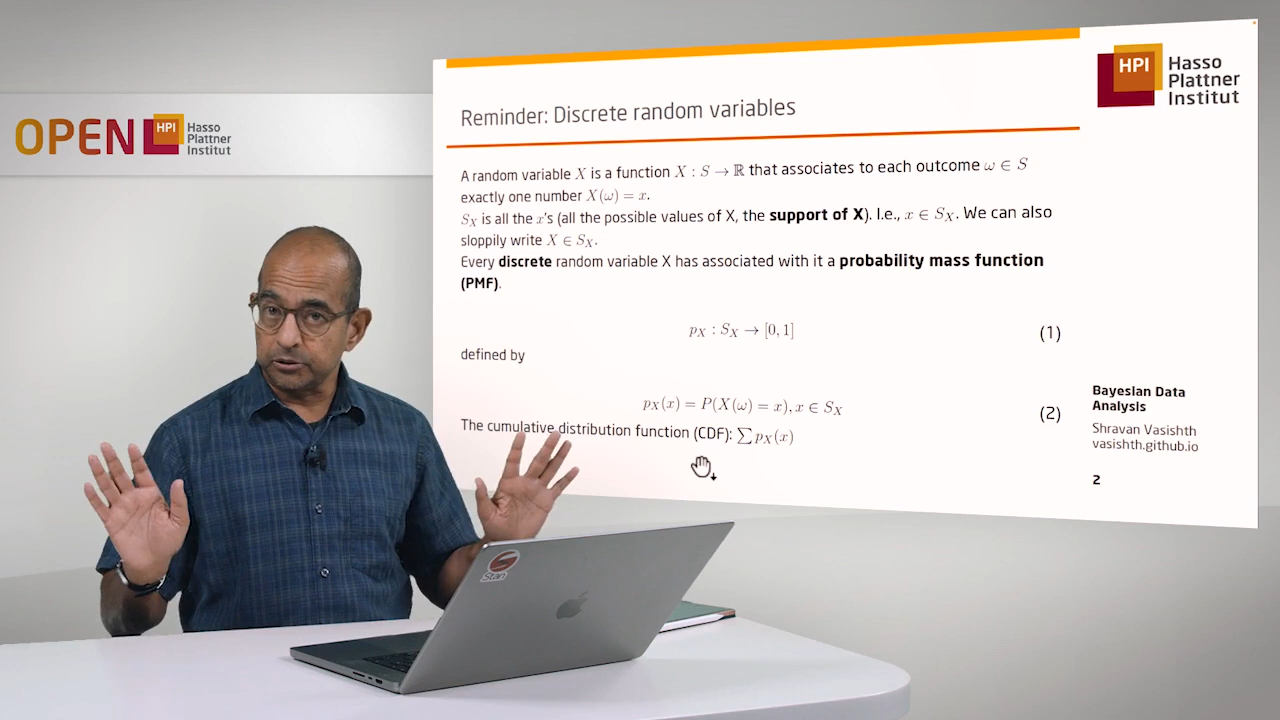 OPEN
HPI
Hasso
Plattner
Institut
Reminder: Discrete random variables
HPI
Hasso
Plattner
Institut
A random variable X is a function X : S → ℝ that associates to each outcome ω ∈ S
exactly one number X(ω) = x.
S_X is all the x's (all the possible values of X, the support of X). I.e., x ∈ S_X. We can also
sloppily write X ∈ S_X.
Every discrete random variable X has associated with it a probability mass function
(PMF).
p_X : S_X → [0, 1] (1)
defined by
p_X(x) = P(X(ω) = x), x ∈ S_X (2)
The cumulative distribution function (CDF): ∑ p_X(x)
Bayesian Data
Analysis
Shravan Vasishth
vasishth.github.io
2
Stan